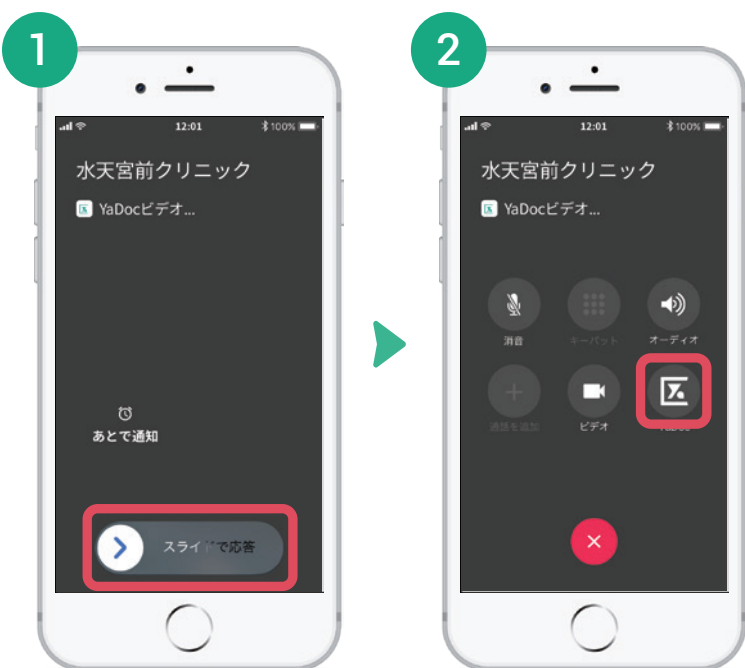 1
12:01
100%
水天宮前クリニック
YaDocビデオ...
あとで通知
スライドで応答
2
12:01
100%
水天宮前クリニック
YaDocビデオ...
消音
キーパット
オーディオ
通話を追加
ビデオ